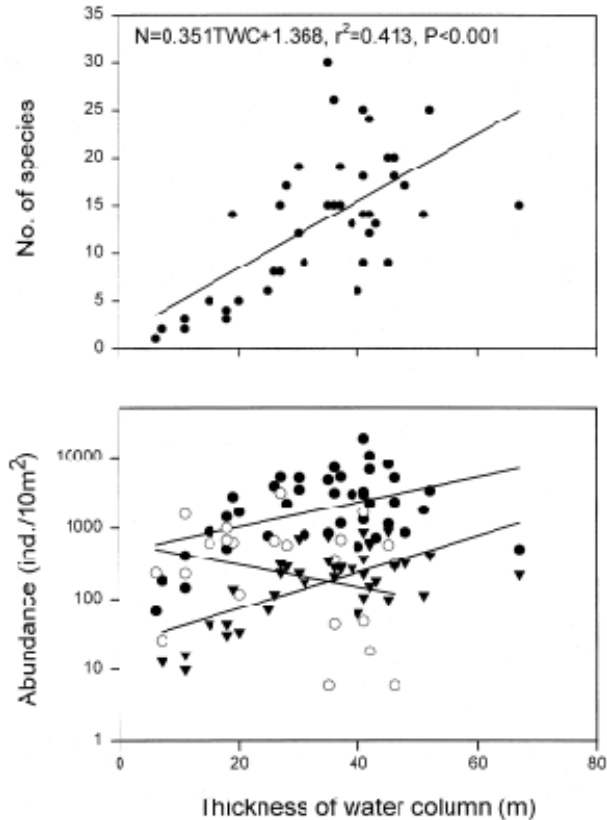 N=0.351TWC+1.368, r²=0.413, P<0.001
35
30
25
20
15
10
5
0
No. of species
10000
1000
100
10
1
Abundance (ind./10m²)
0 20 40 60 80
Thickness of water column (m)